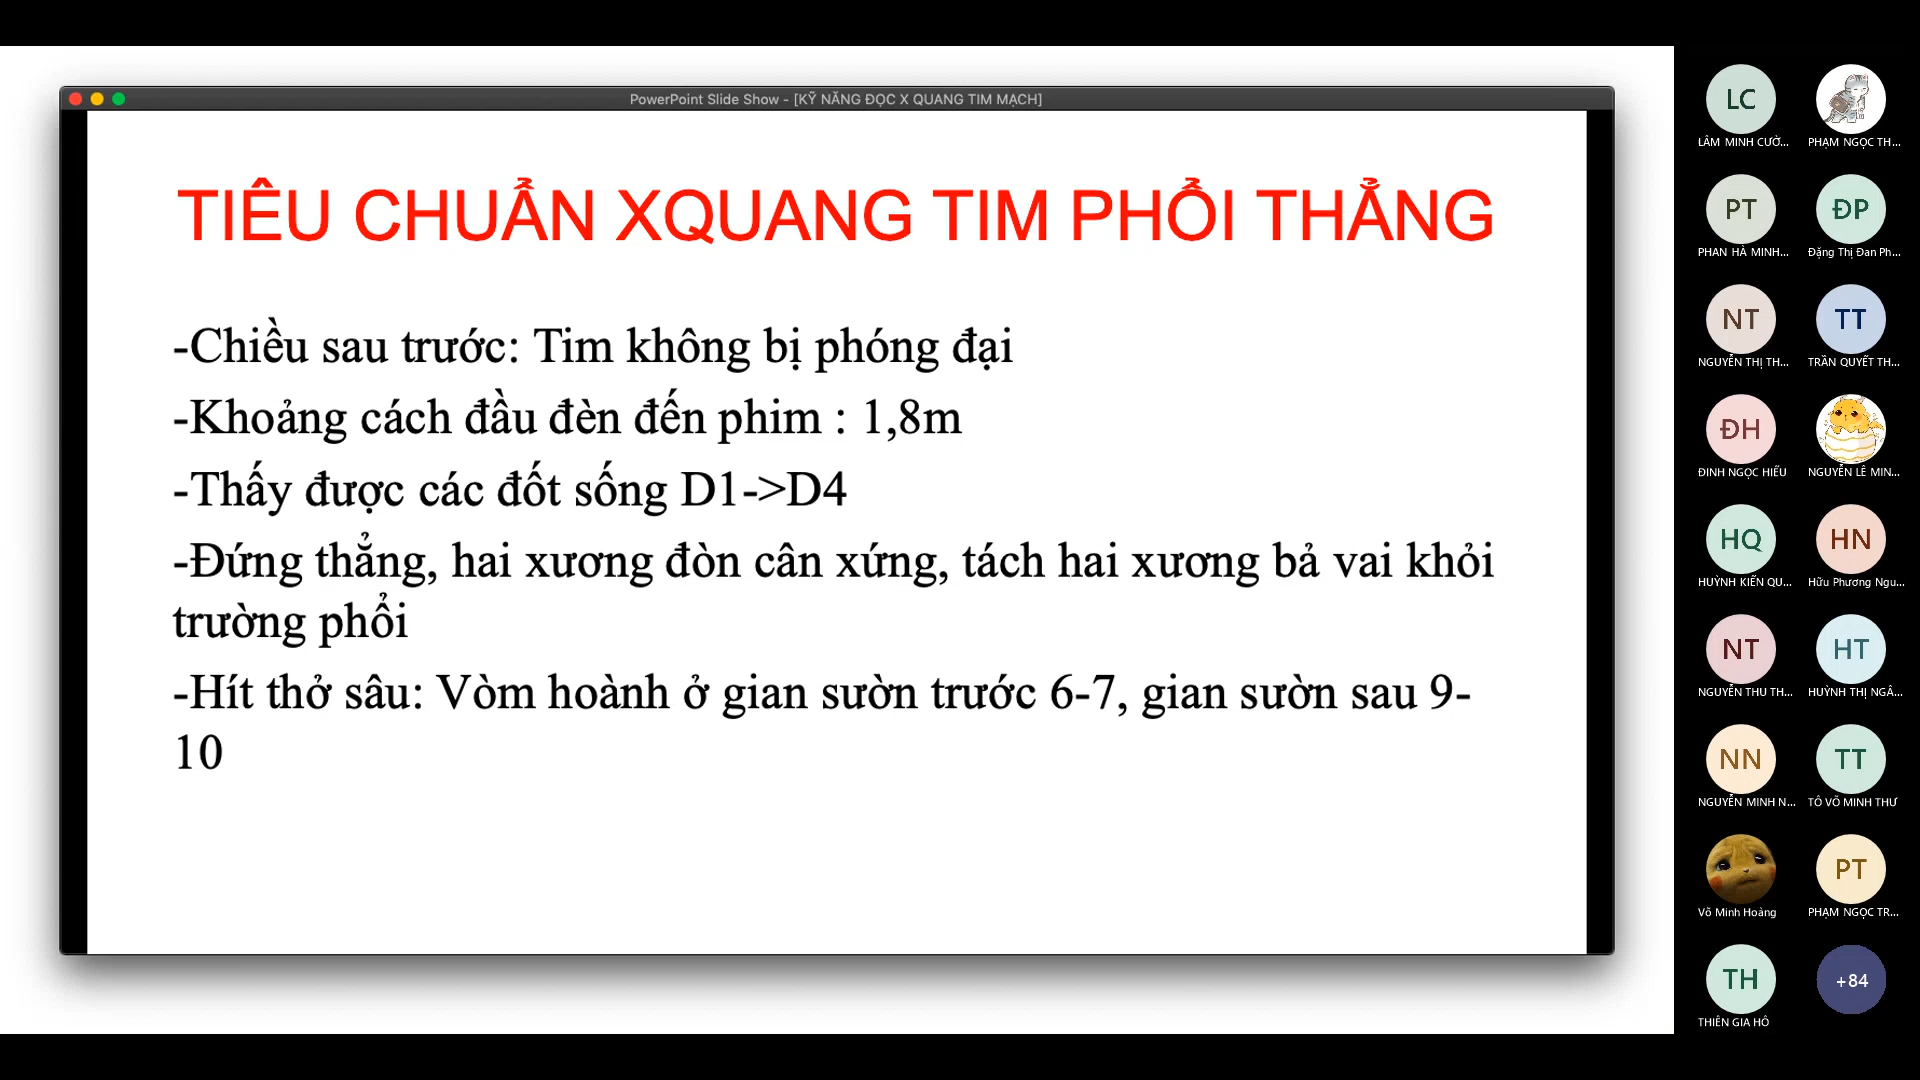 PowerPoint Slide Show - [KỸ NĂNG ĐỌC X QUANG TIM MẠCH]
TIÊU CHUẨN XQUANG TIM PHỔI THẲNG
-Chiều sau trước: Tim không bị phóng đại
-Khoảng cách đầu đèn đến phim : 1,8m
-Thấy được các đốt sống D1->D4
-Đứng thẳng, hai xương đòn cân xứng, tách hai xương bả vai khỏi
trường phổi
-Hít thở sâu: Vòm hoành ở gian sườn trước 6-7, gian sườn sau 9-
10
LC
LÂM MINH CƯỜ...
PHẠM NGỌC TH...
PT
ĐP
PHAN HÀ MINH...
Đặng Thị Đan Ph...
NT
TT
NGUYỄN THỊ TH...
TRẦN QUYẾT TH...
ĐH
ĐINH NGỌC HIẾU
NGUYỄN LÊ MIN...
HQ
HN
HUỲNH KIẾN QU...
Hữu Phương Ngu...
NT
HT
NGUYỄN THU TH...
HUỲNH THỊ NGÂ...
NN
TT
NGUYỄN MINH N...
TÔ VÕ MINH THƯ
Võ Minh Hoàng
PT
PHẠM NGỌC TR...
TH
+84
THIÊN GIA HỒ